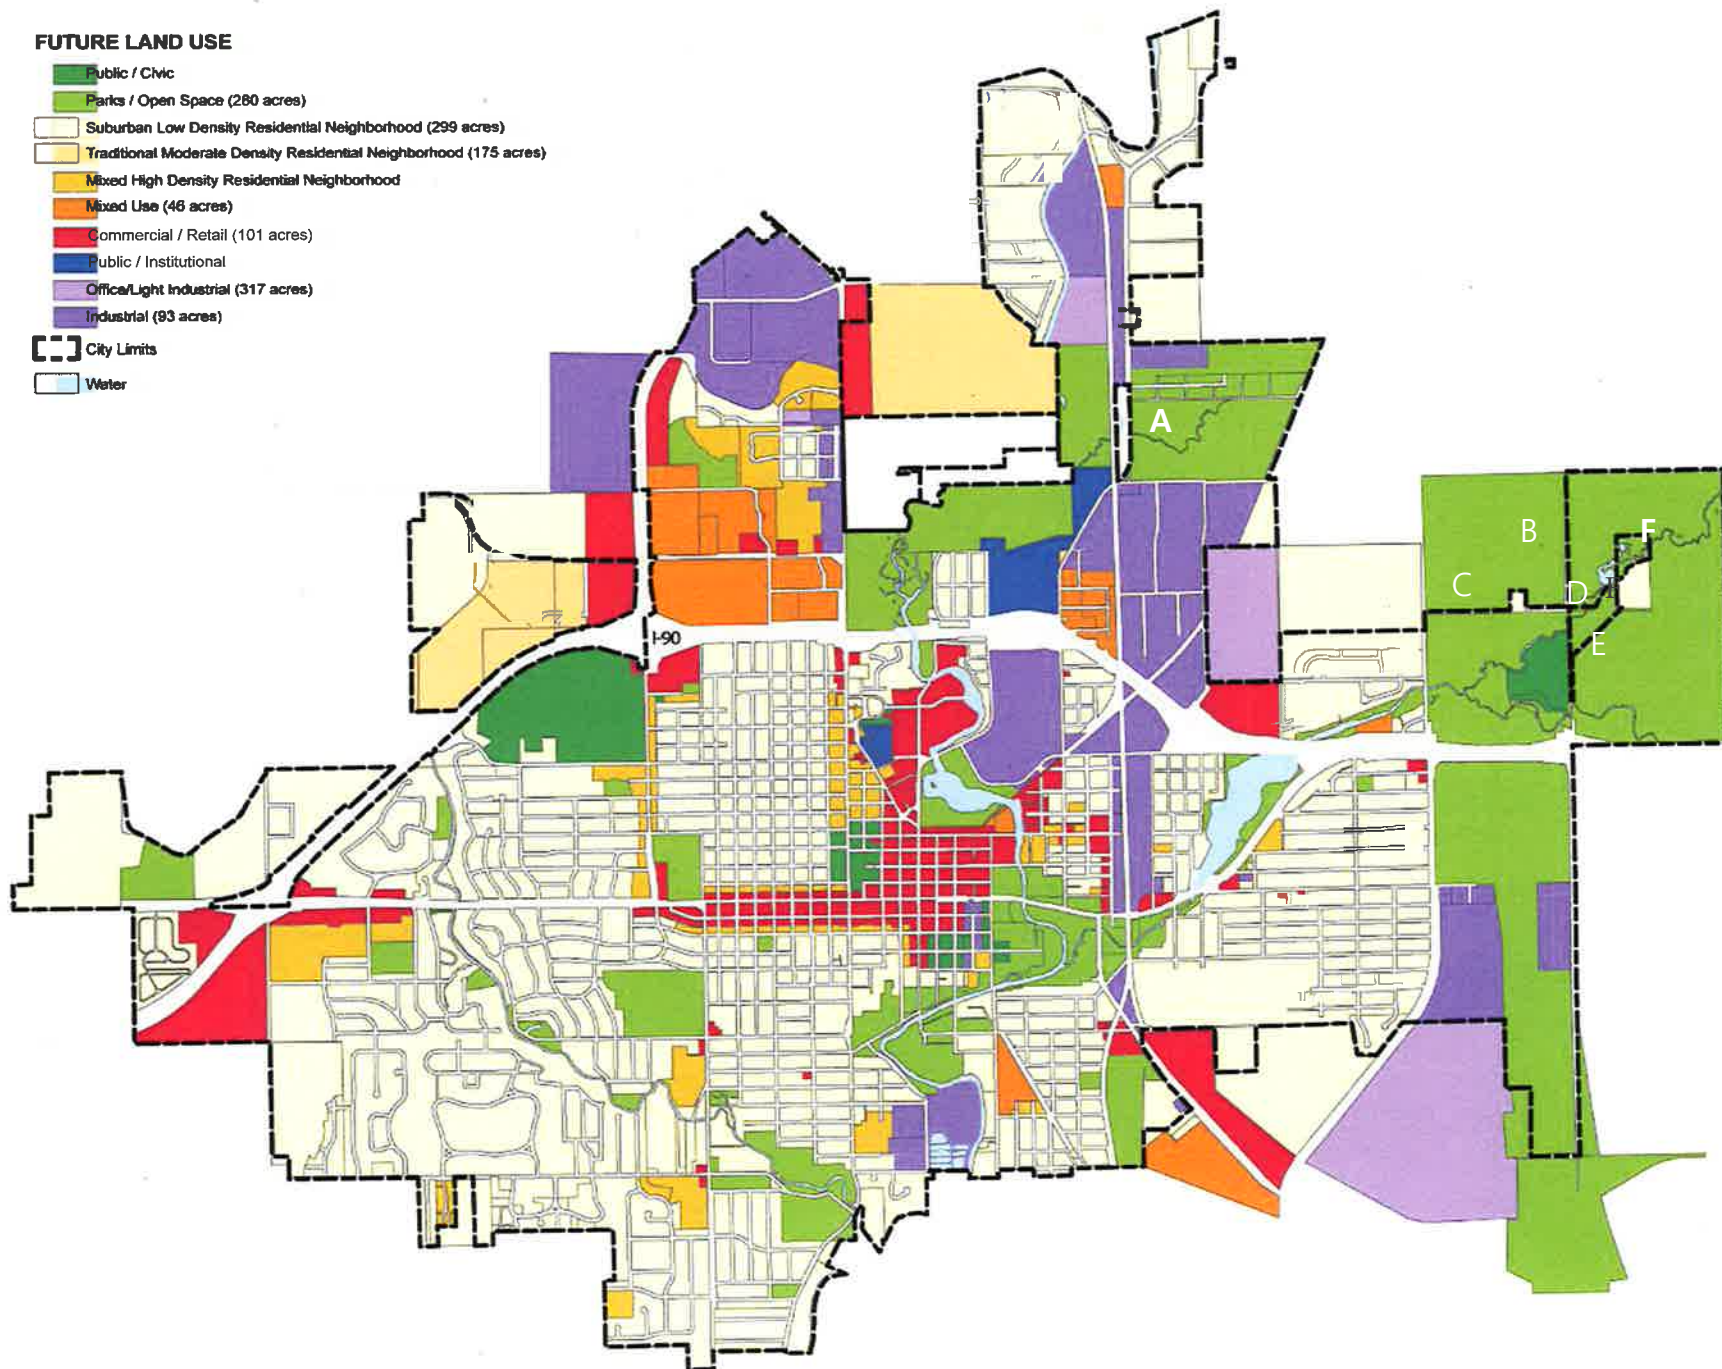 FUTURE LAND USE
Public / Civic
Parks / Open Space (280 acres)
Suburban Low Density Residential Neighborhood (299 acres)
Traditional Moderate Density Residential Neighborhood (175 acres)
Mixed High Density Residential Neighborhood
Mixed Use (46 acres)
Commercial / Retail (101 acres)
Public / Institutional
Office/Light Industrial (317 acres)
Industrial (93 acres)
City Limits
Water
A
B
F
C
D
E
I-90